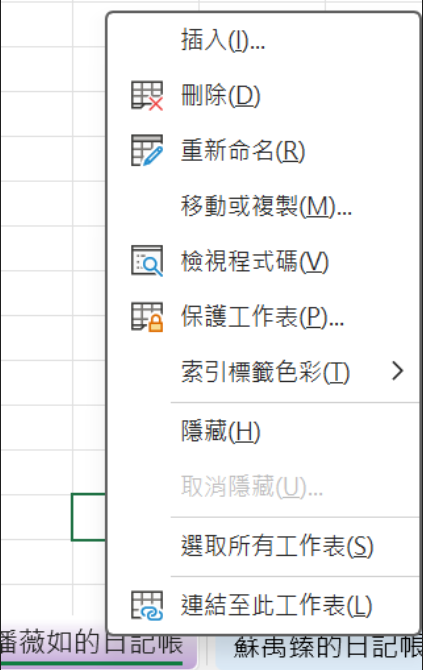 插入(I)...
刪除(D)
重新命名(R)
移動或複製(M)...
檢視程式碼(V)
保護工作表(P)...
索引標籤色彩(T)
隱藏(H)
取消隱藏(U)...
選取所有工作表(S)
連結至此工作表(L)
潘薇如的日記帳 蘇禹臻的日記帳